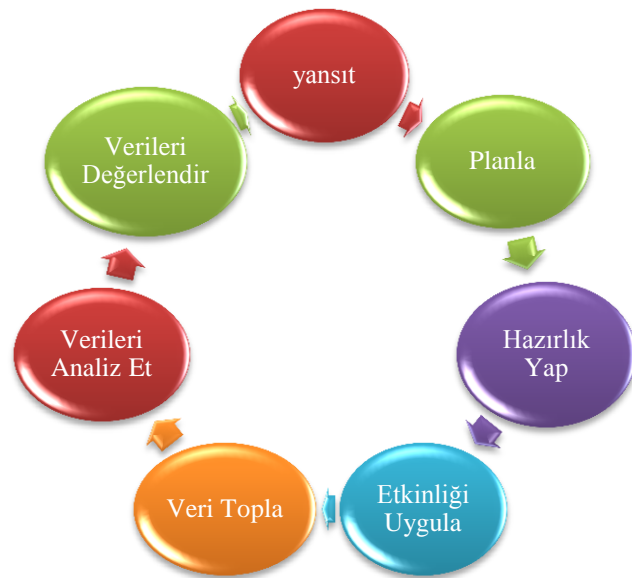 yansıt
Planla
Hazırlık
Yap
Etkinliği
Uygula
Veri Topla
Verileri
Analiz Et
Verileri
Değerlendir